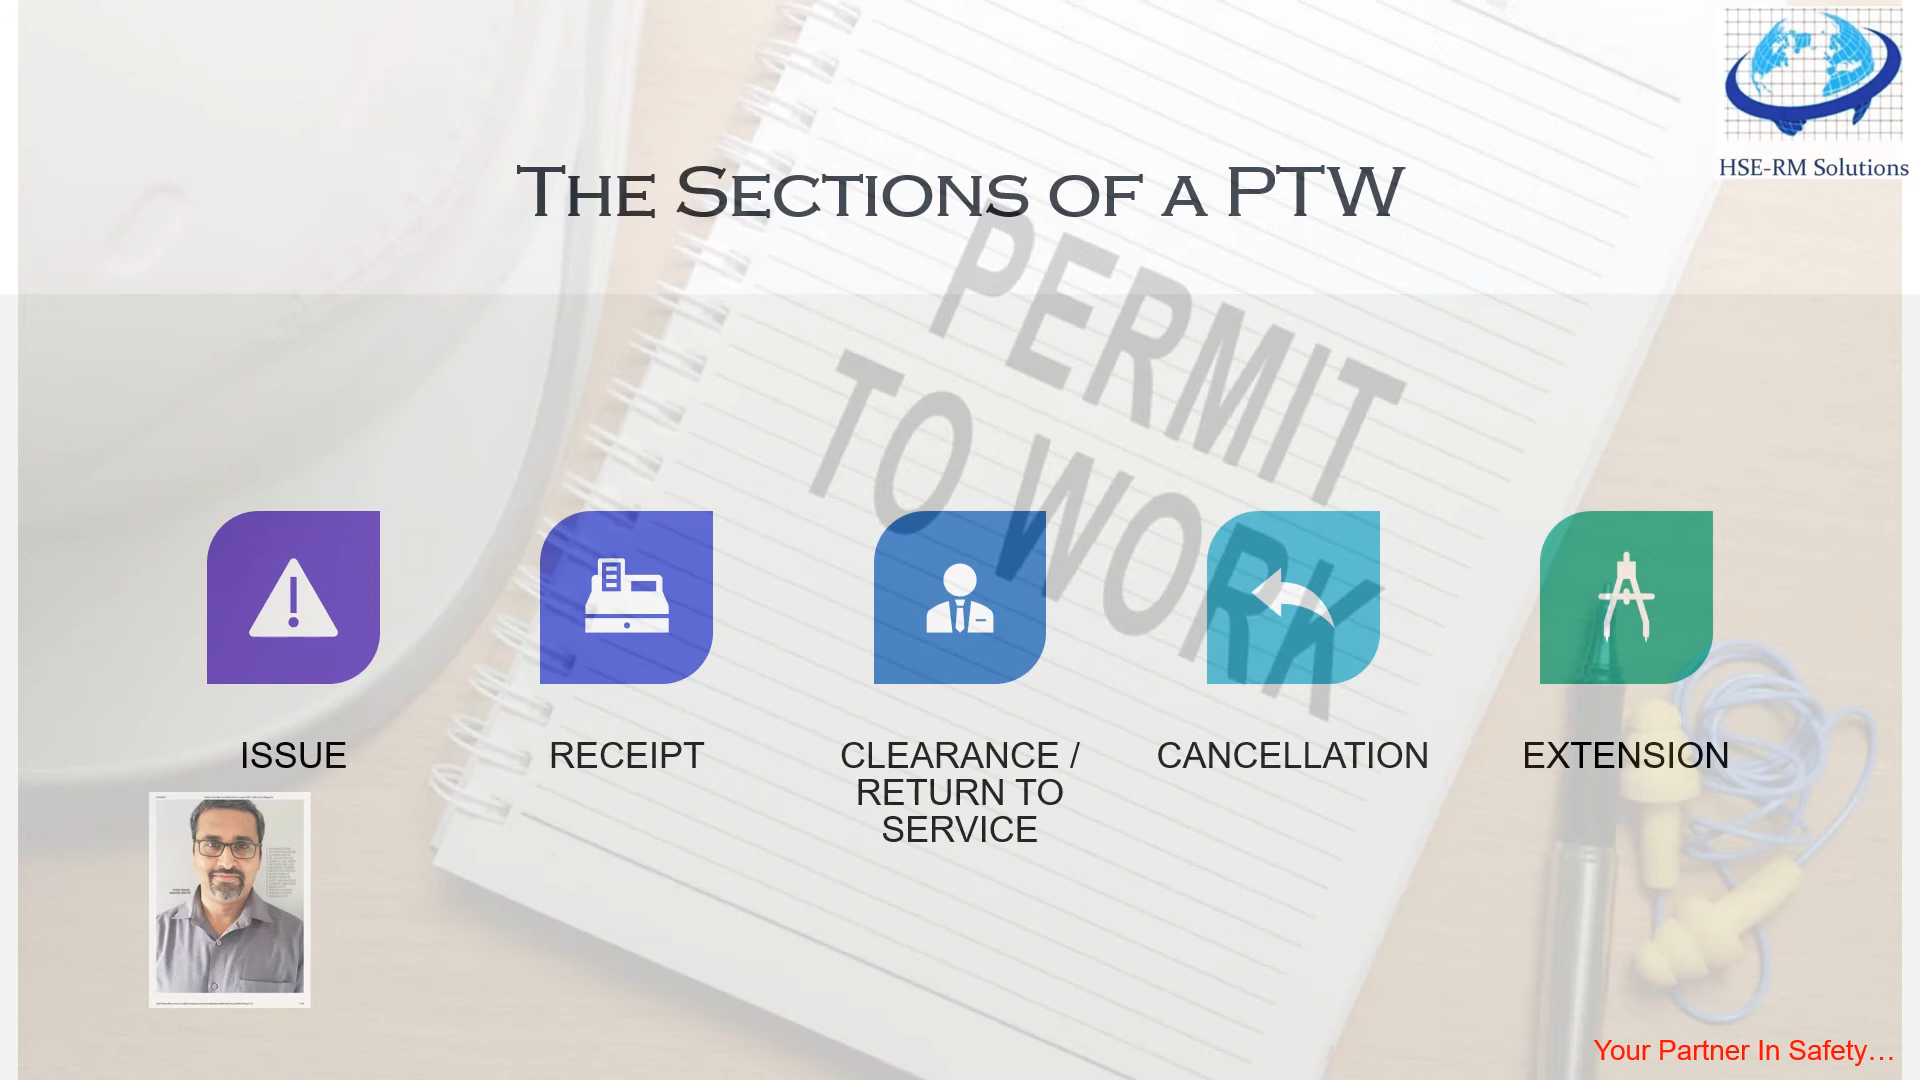 HSE-RM Solutions
THE SECTIONS OF A PTW
PERMIT
TO WORK
ISSUE
RECEIPT
CLEARANCE /
RETURN TO
SERVICE
CANCELLATION
EXTENSION
Your Partner In Safety…